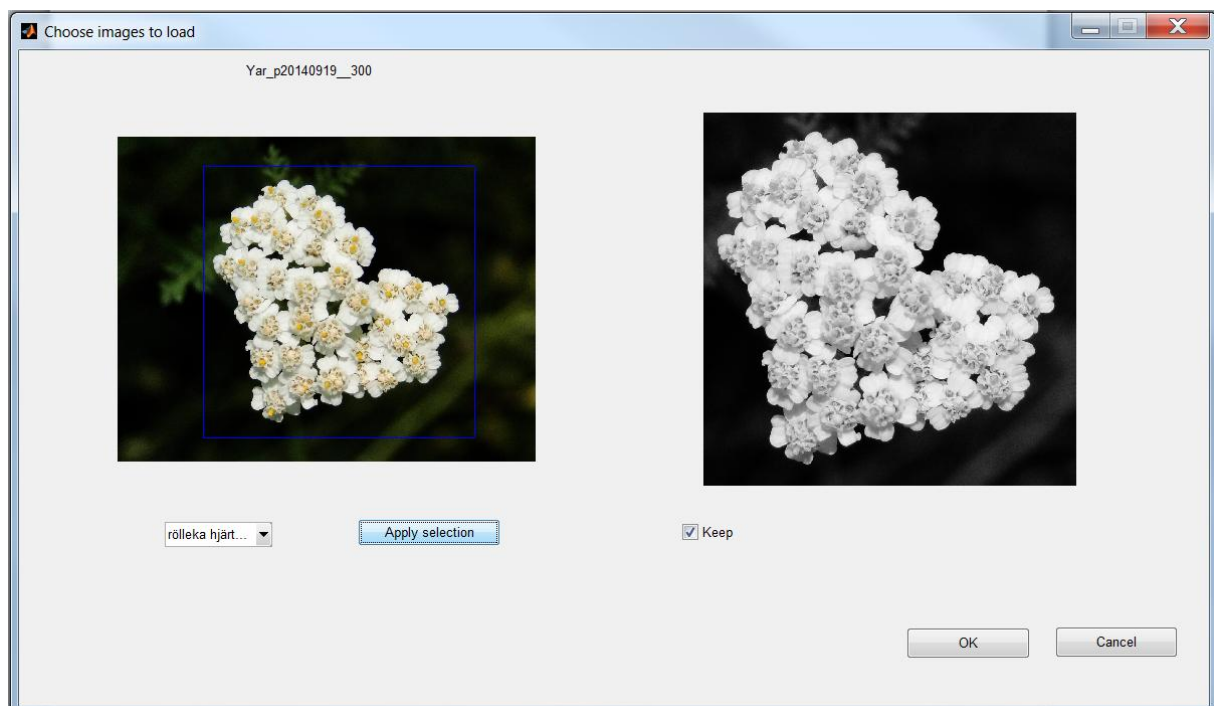 Choose images to load
Yar_p20140919__300
rölleka hjärt...
Apply selection
Keep
OK
Cancel